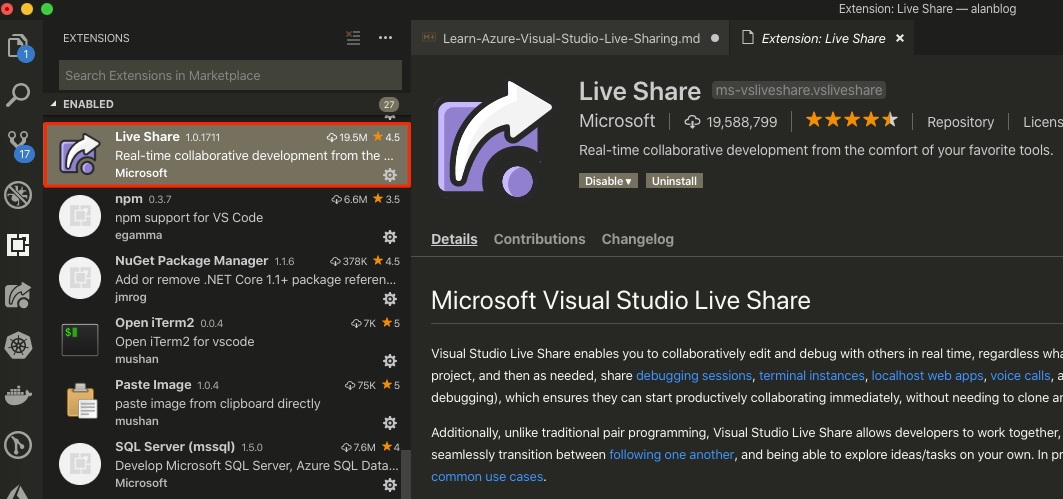 Extension: Live Share — alanblog
1
17
EXTENSIONS
Search Extensions in Marketplace
ENABLED 27
Live Share 1.0.1711 19.5M 4.5
Real-time collaborative development from the ...
Microsoft
npm 0.3.7 6.6M 3.5
npm support for VS Code
egamma
NuGet Package Manager 1.1.6 378K 4.5
Add or remove .NET Core 1.1+ package referen...
jmrog
$
Open iTerm2 0.0.4 7K 5
Open iTerm2 for vscode
mushan
Paste Image 1.0.4 75K 5
paste image from clipboard directly
mushan
SQL Server (mssql) 1.5.0 7.6M 4
Develop Microsoft SQL Server, Azure SQL Data...
Microsoft
Learn-Azure-Visual-Studio-Live-Sharing.md
Extension: Live Share
Live Share ms-vsliveshare.vsliveshare
Microsoft 19,588,799 Repository Licens
Real-time collaborative development from the comfort of your favorite tools.
Disable Uninstall
Details Contributions Changelog
Microsoft Visual Studio Live Share
Visual Studio Live Share enables you to collaboratively edit and debug with others in real time, regardless wha
project, and then as needed, share debugging sessions, terminal instances, localhost web apps, voice calls, a
debugging), which ensures they can start productively collaborating immediately, without needing to clone an
Additionally, unlike traditional pair programming, Visual Studio Live Share allows developers to work together,
seamlessly transition between following one another, and being able to explore ideas/tasks on your own. In pr
common use cases.